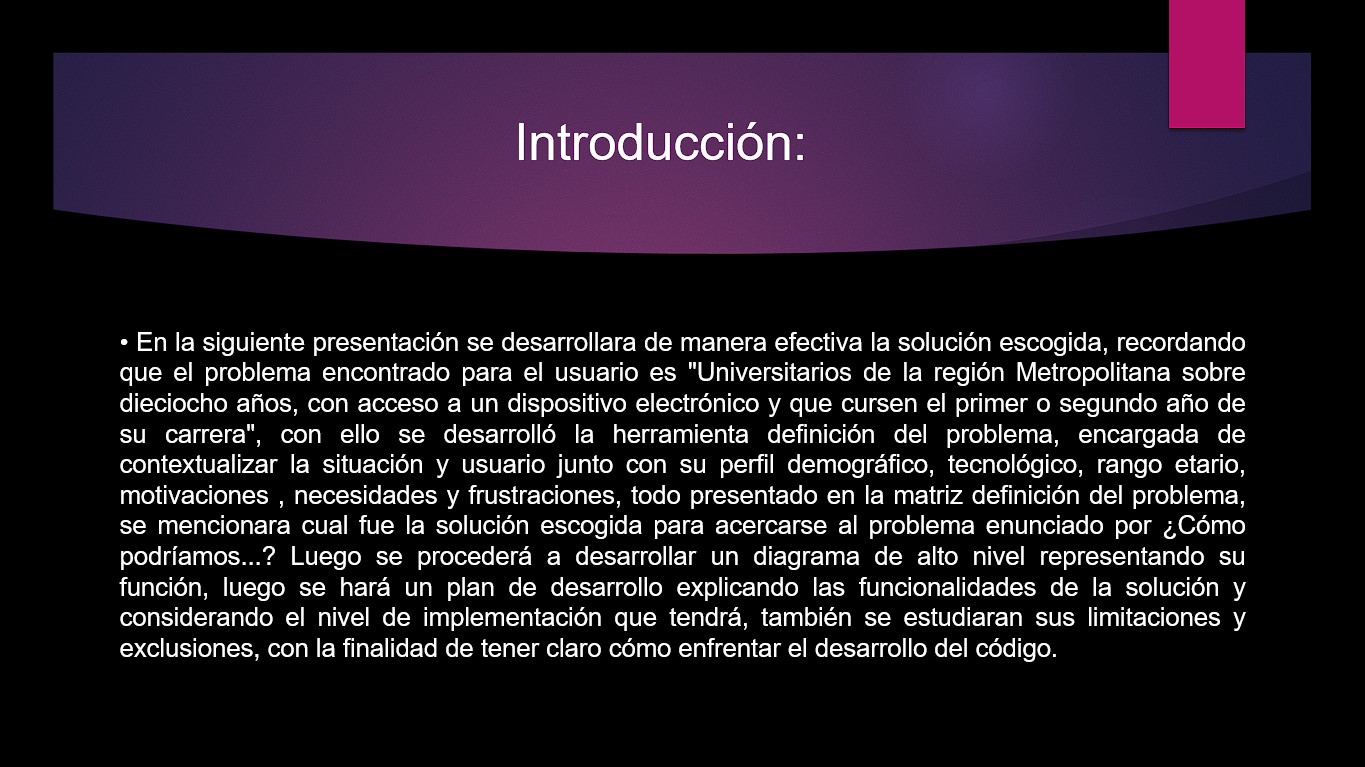 Introducción:
• En la siguiente presentación se desarrollara de manera efectiva la solución escogida, recordando
que el problema encontrado para el usuario es "Universitarios de la región Metropolitana sobre
dieciocho años, con acceso a un dispositivo electrónico y que cursen el primer o segundo año de
su carrera", con ello se desarrolló la herramienta definición del problema, encargada de
contextualizar la situación y usuario junto con su perfil demográfico, tecnológico, rango etario,
motivaciones , necesidades y frustraciones, todo presentado en la matriz definición del problema,
se mencionara cual fue la solución escogida para acercarse al problema enunciado por ¿Cómo
podríamos...? Luego se procederá a desarrollar un diagrama de alto nivel representando su
función, luego se hará un plan de desarrollo explicando las funcionalidades de la solución y
considerando el nivel de implementación que tendrá, también se estudiaran sus limitaciones y
exclusiones, con la finalidad de tener claro cómo enfrentar el desarrollo del código.